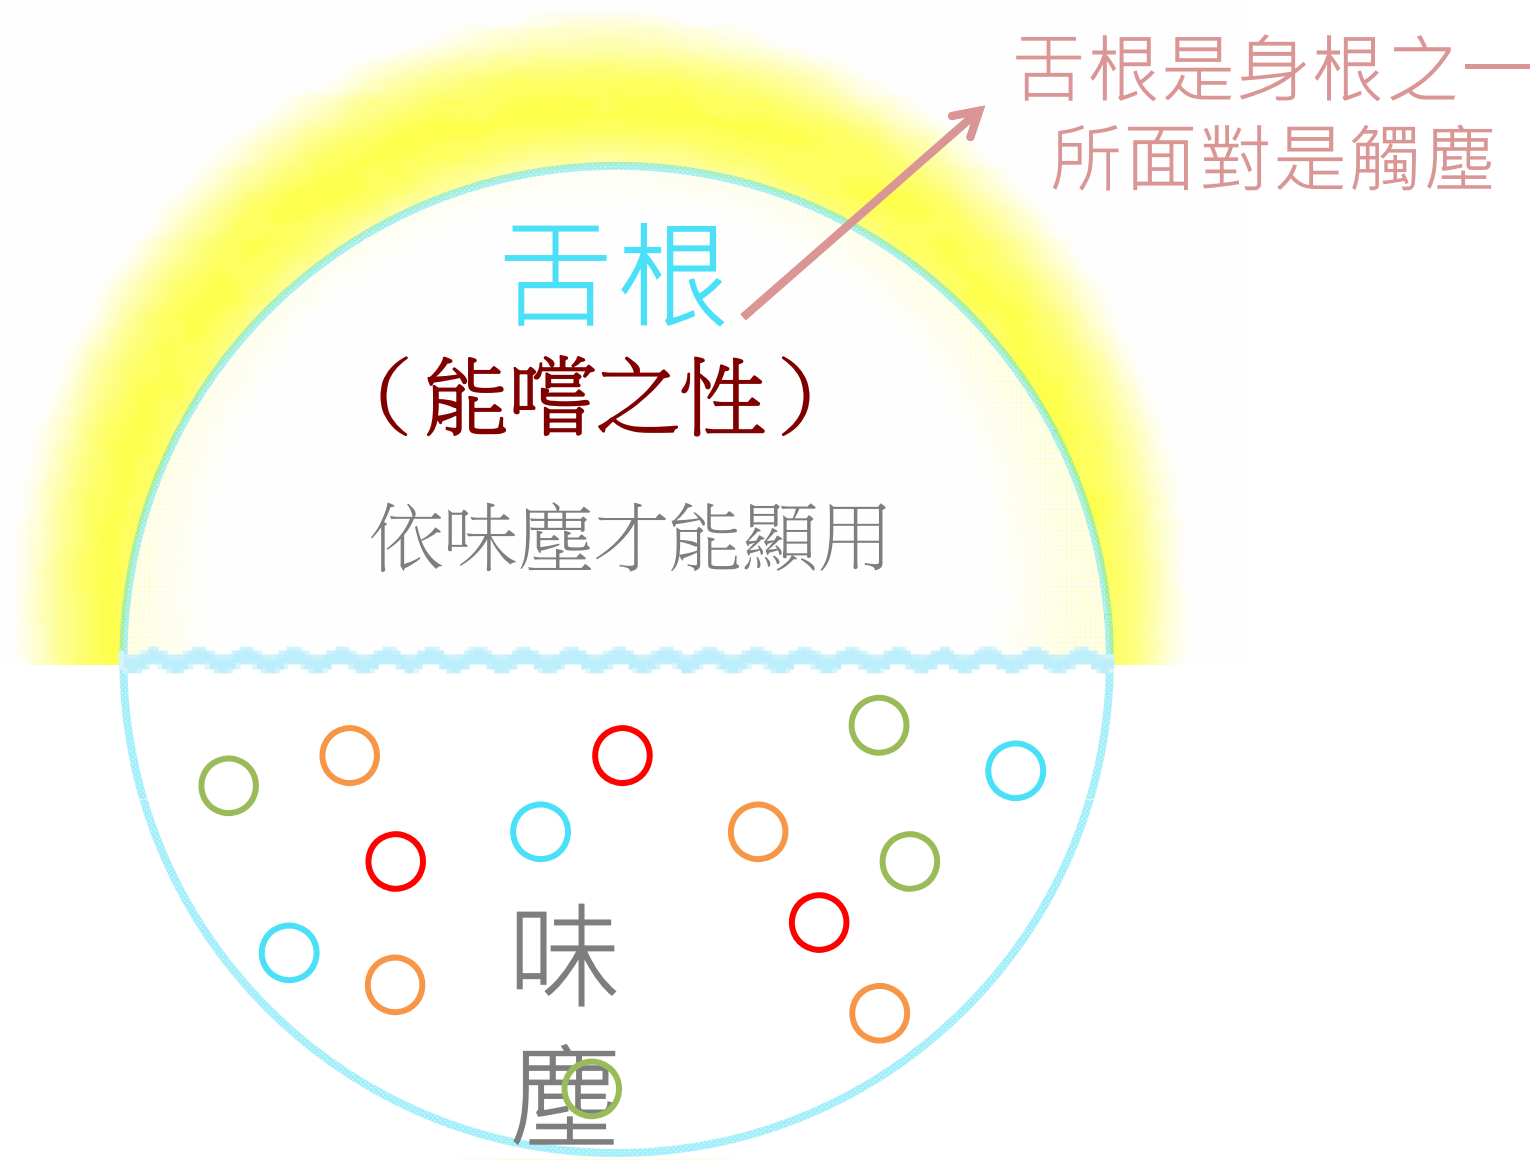 舌根是身根之一
所面對是觸塵
舌根
（能嚐之性）
依味塵才能顯用
味
塵